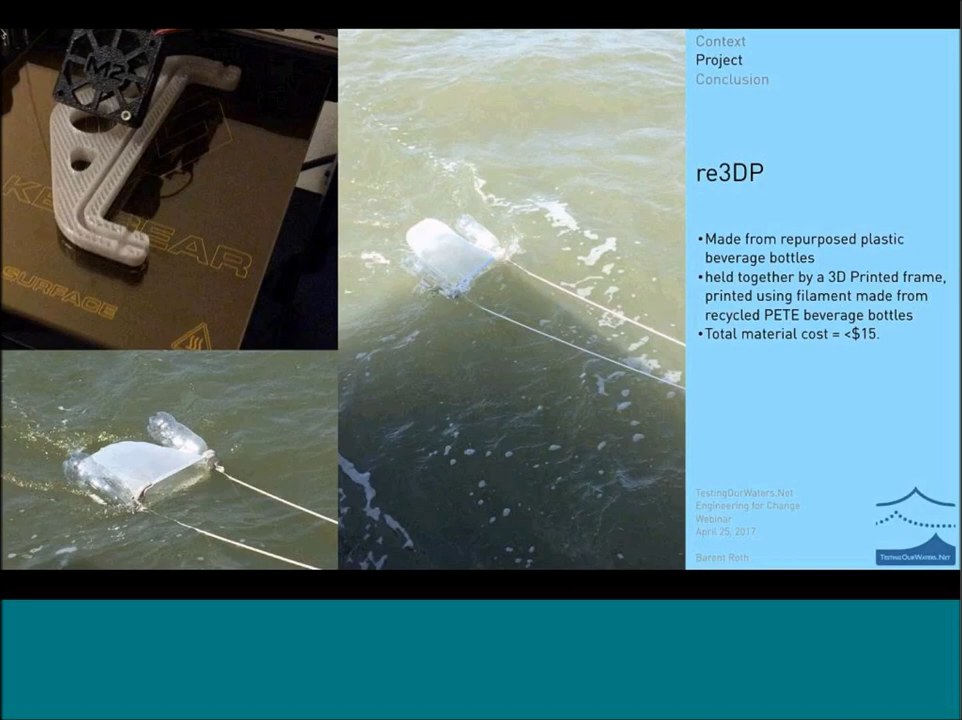 M2
SURFACE
Context
Project
Conclusion
re3DP
•Made from repurposed plastic
beverage bottles
•held together by a 3D Printed frame,
printed using filament made from
recycled PETE beverage bottles
•Total material cost = <$15.
TestingOurWaters.Net
Engineering for Change
Webinar
April 25, 2017
Barent Roth
TestingOurWaters.Net